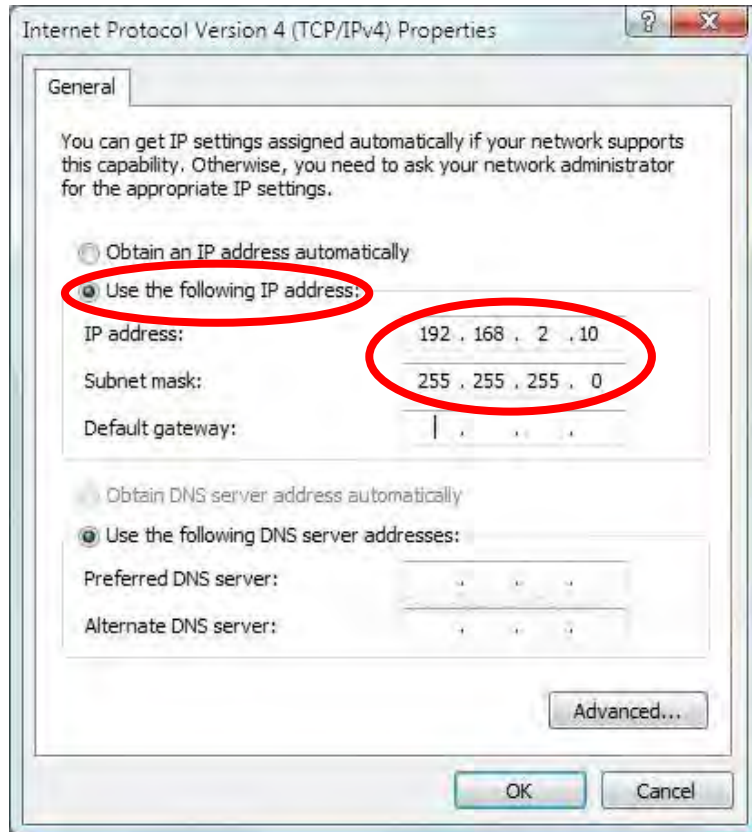 Internet Protocol Version 4 (TCP/IPv4) Properties
General
You can get IP settings assigned automatically if your network supports
this capability. Otherwise, you need to ask your network administrator
for the appropriate IP settings.
Obtain an IP address automatically
Use the following IP address:
IP address: 192 . 168 . 2 . 10
Subnet mask: 255 . 255 . 255 . 0
Default gateway: . . .
Obtain DNS server address automatically
Use the following DNS server addresses:
Preferred DNS server: . . .
Alternate DNS server: . . .
Advanced...
OK Cancel